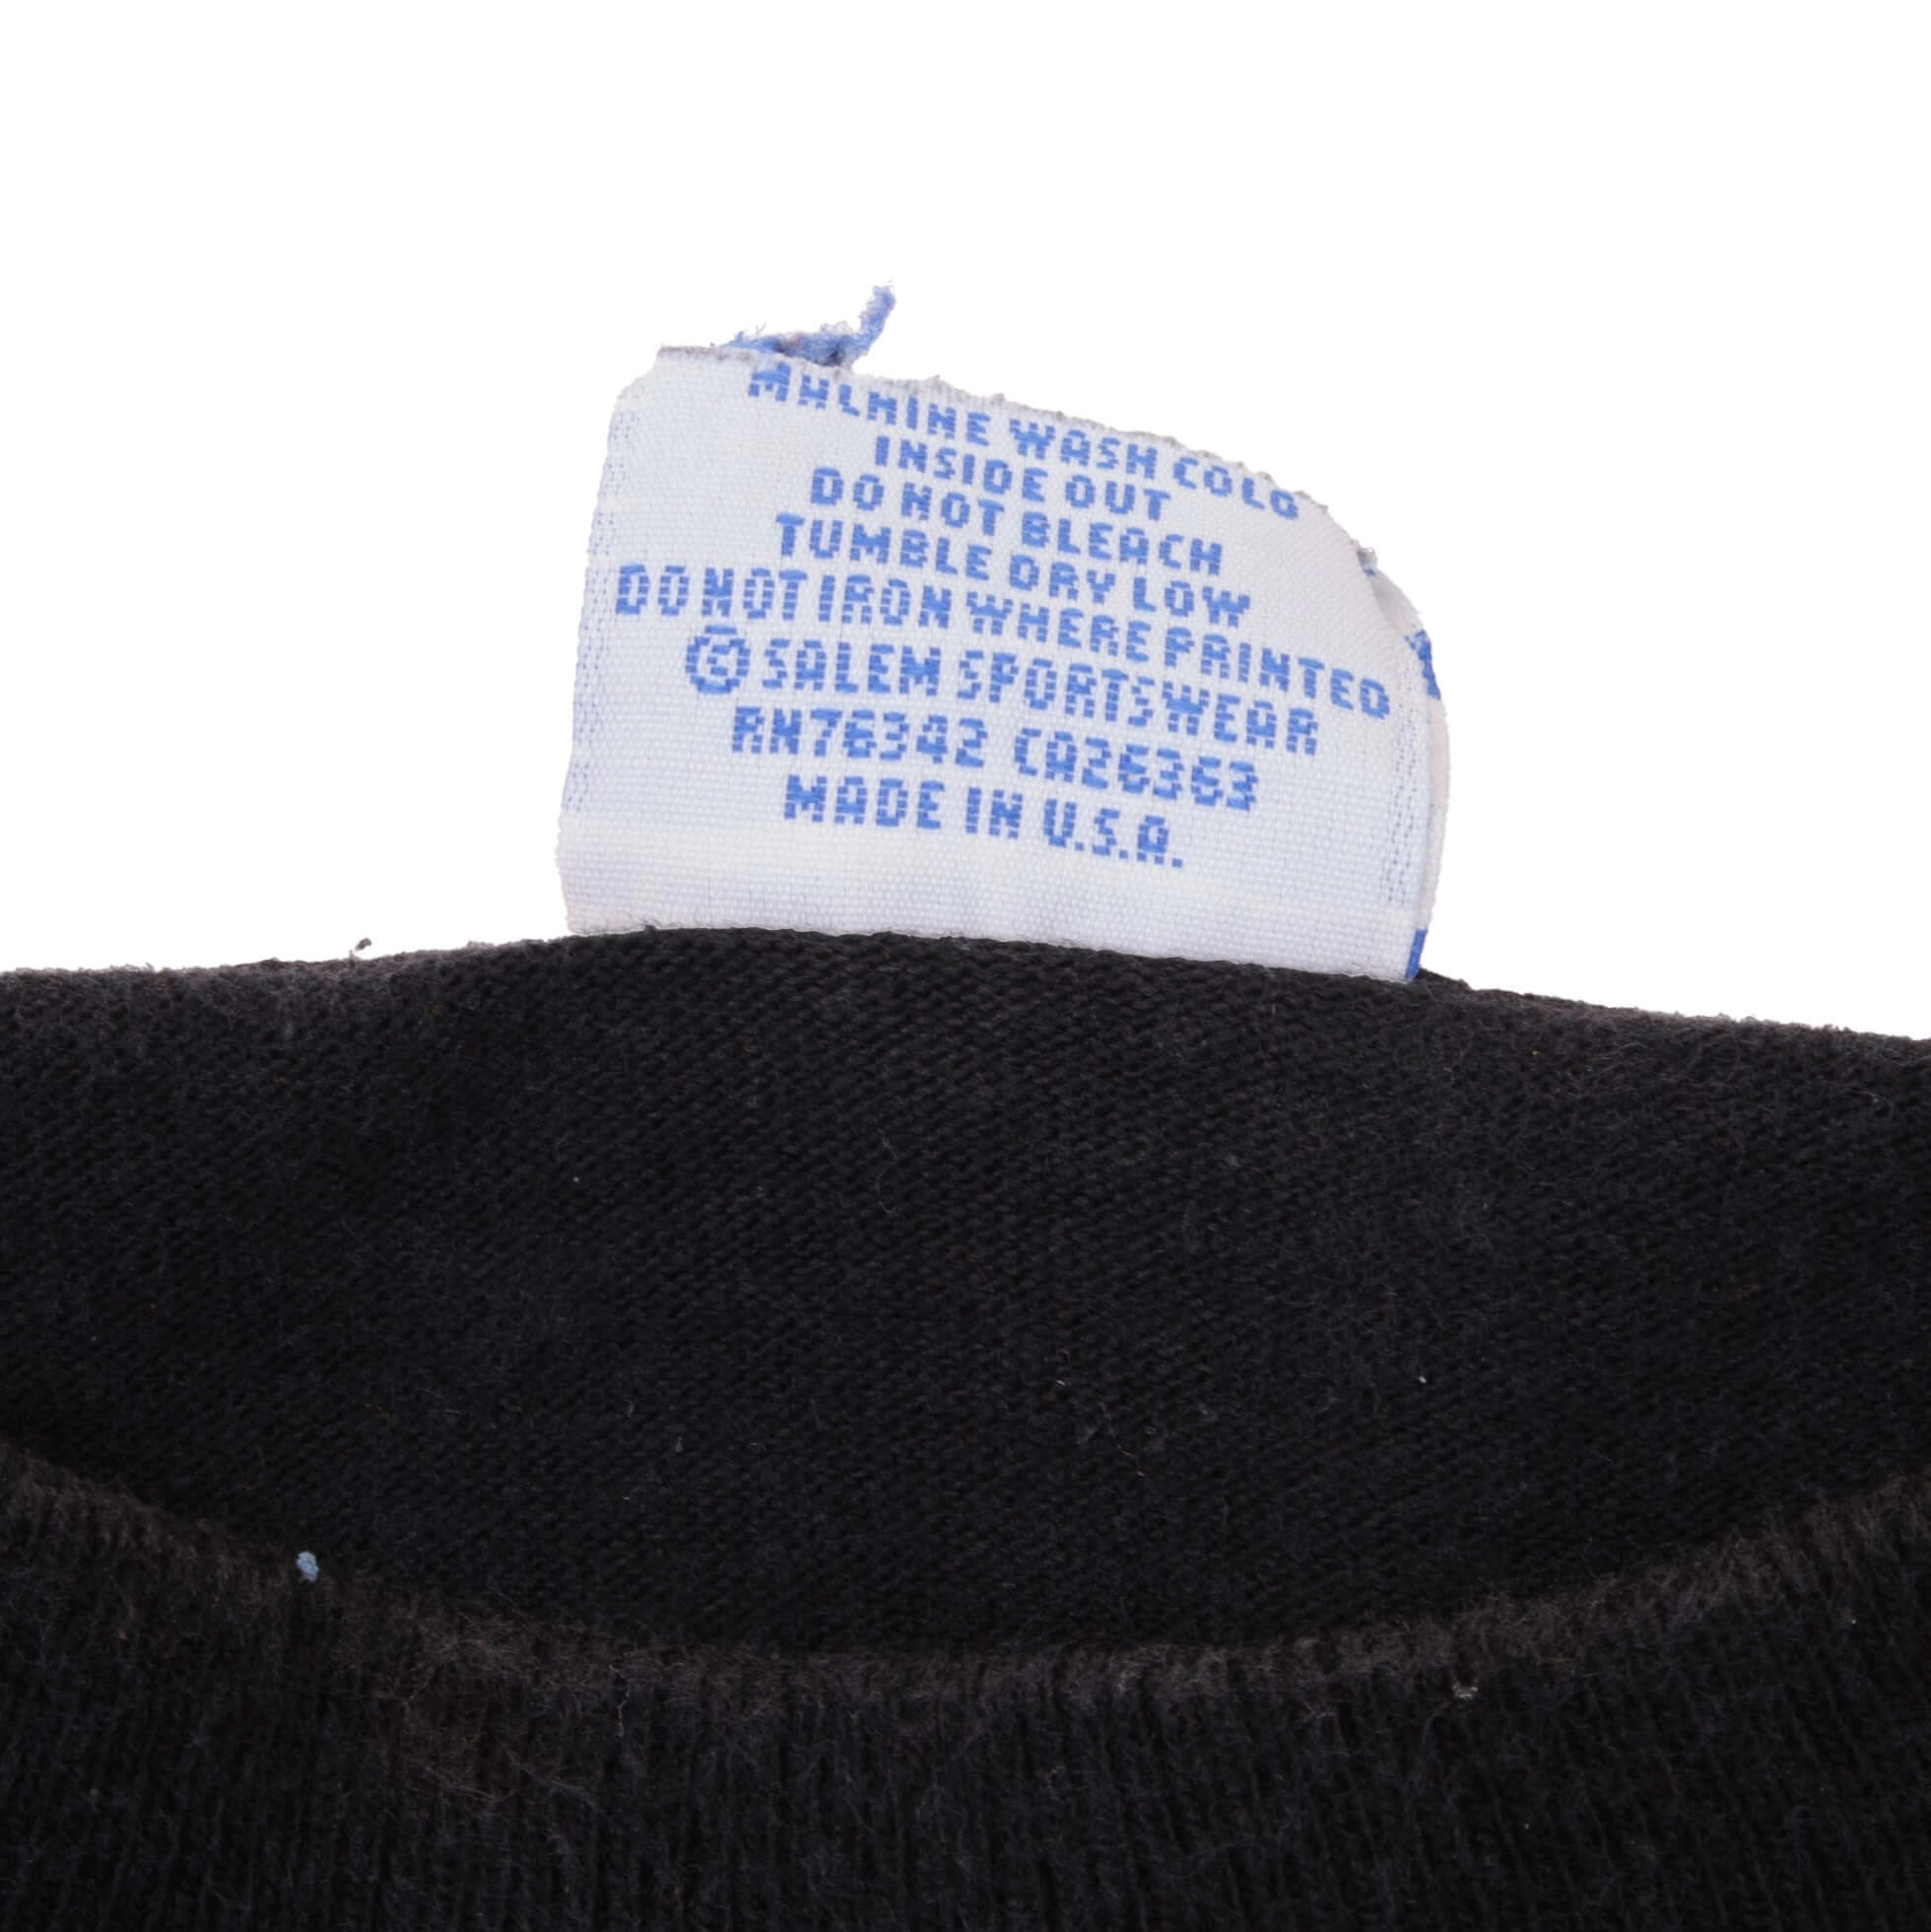 MACHINE WASH COLD
INSIDE OUT
DO NOT BLEACH
TUMBLE DRY LOW
DO NOT IRON WHERE PRINTED
© SALEM SPORTSWEAR
RN76342 CA26363
MADE IN U.S.A.